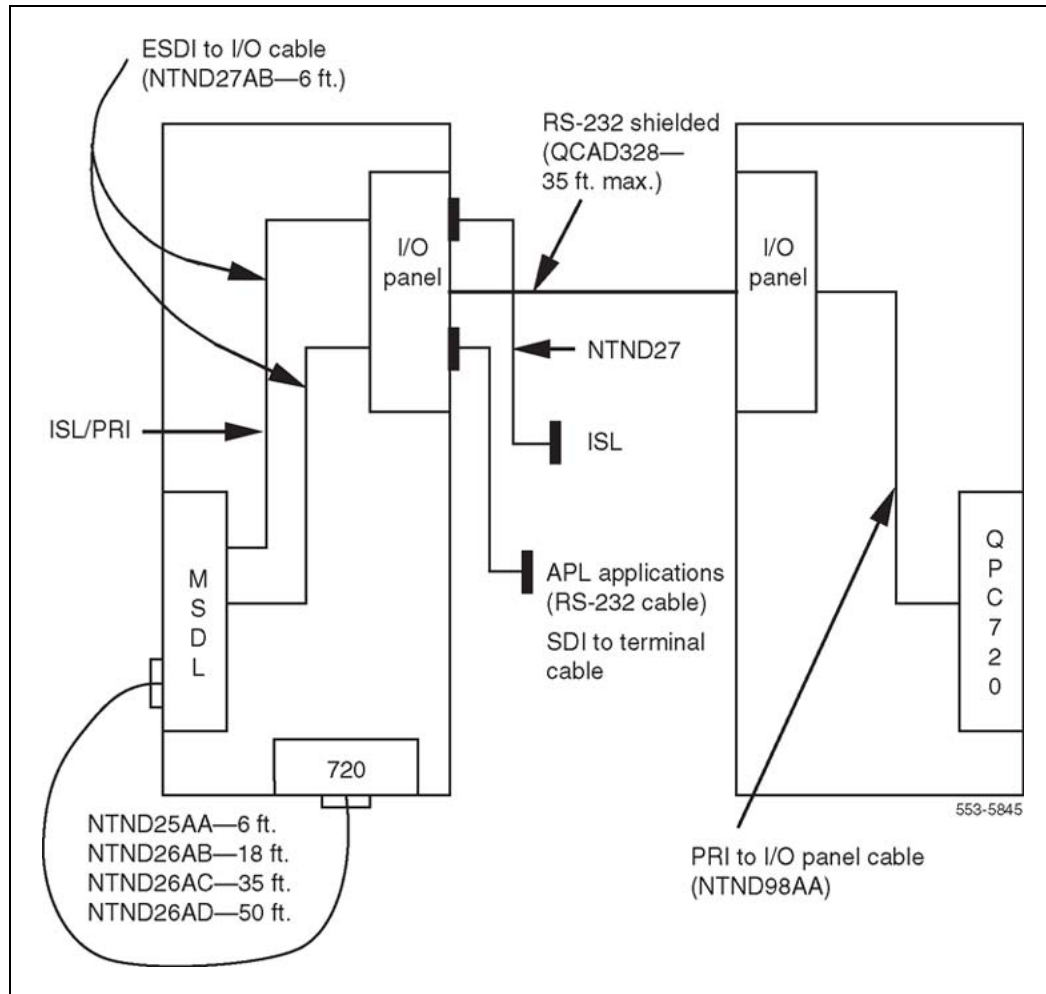 ESDI to I/O cable
(NTND27AB—6 ft.)
RS-232 shielded
(QCAD328—
35 ft. max.)
I/O
panel
I/O
panel
NTND27
ISL/PRI
ISL
M
S
D
L
APL applications
(RS-232 cable)
SDI to terminal
cable
Q
P
C
7
2
0
720
553-5845
NTND25AA—6 ft.
NTND26AB—18 ft.
NTND26AC—35 ft.
NTND26AD—50 ft.
PRI to I/O panel cable
(NTND98AA)